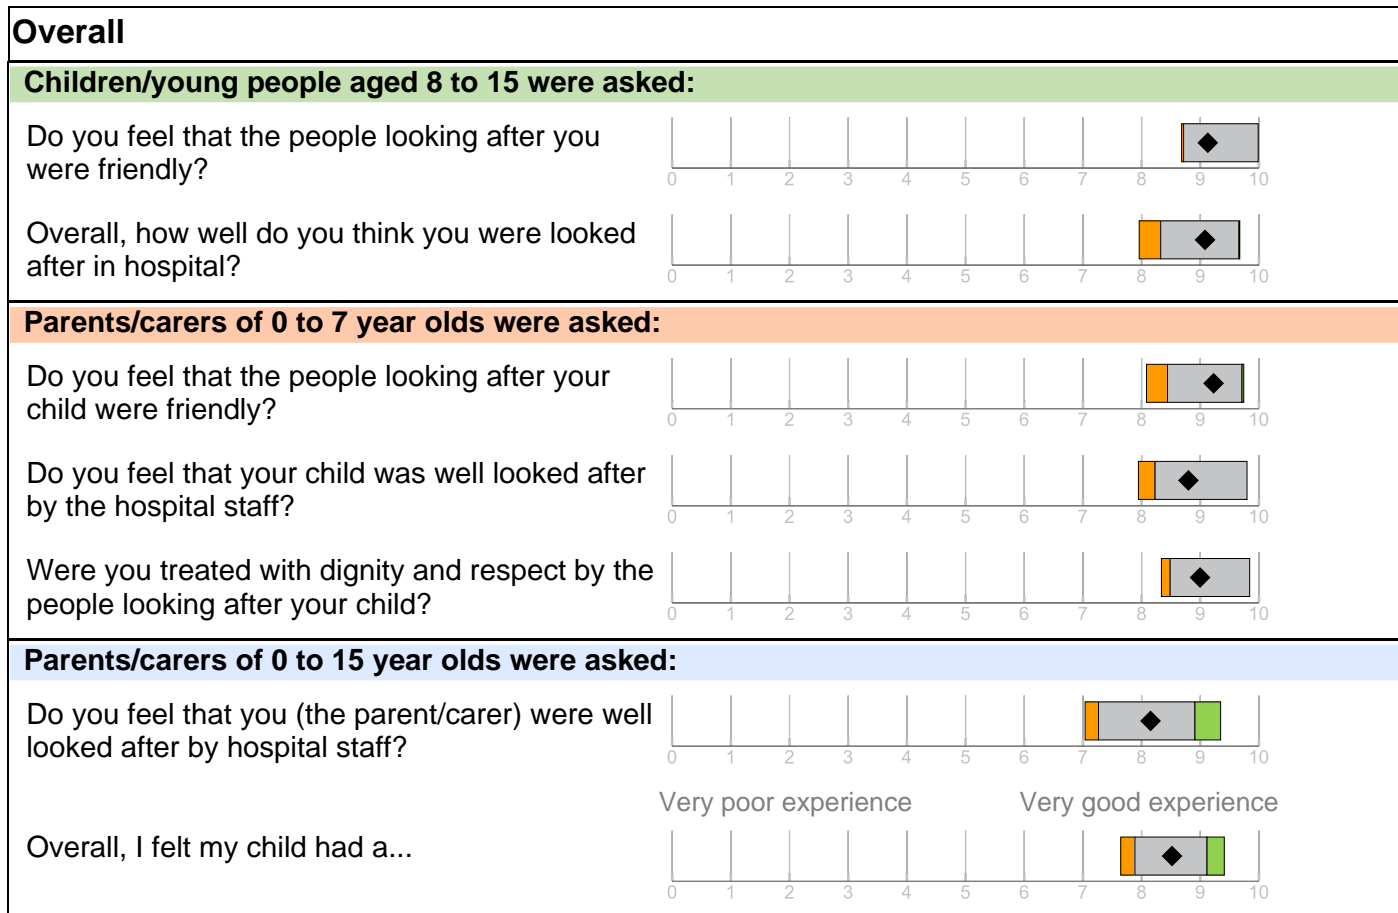 Overall
Children/young people aged 8 to 15 were asked:
Do you feel that the people looking after you
were friendly?
0 1 2 3 4 5 6 7 8 9 10
Overall, how well do you think you were looked
after in hospital?
0 1 2 3 4 5 6 7 8 9 10
Parents/carers of 0 to 7 year olds were asked:
Do you feel that the people looking after your
child were friendly?
0 1 2 3 4 5 6 7 8 9 10
Do you feel that your child was well looked after
by the hospital staff?
0 1 2 3 4 5 6 7 8 9 10
Were you treated with dignity and respect by the
people looking after your child?
0 1 2 3 4 5 6 7 8 9 10
Parents/carers of 0 to 15 year olds were asked:
Do you feel that you (the parent/carer) were well
looked after by hospital staff?
0 1 2 3 4 5 6 7 8 9 10
Very poor experience Very good experience
Overall, I felt my child had a...
0 1 2 3 4 5 6 7 8 9 10